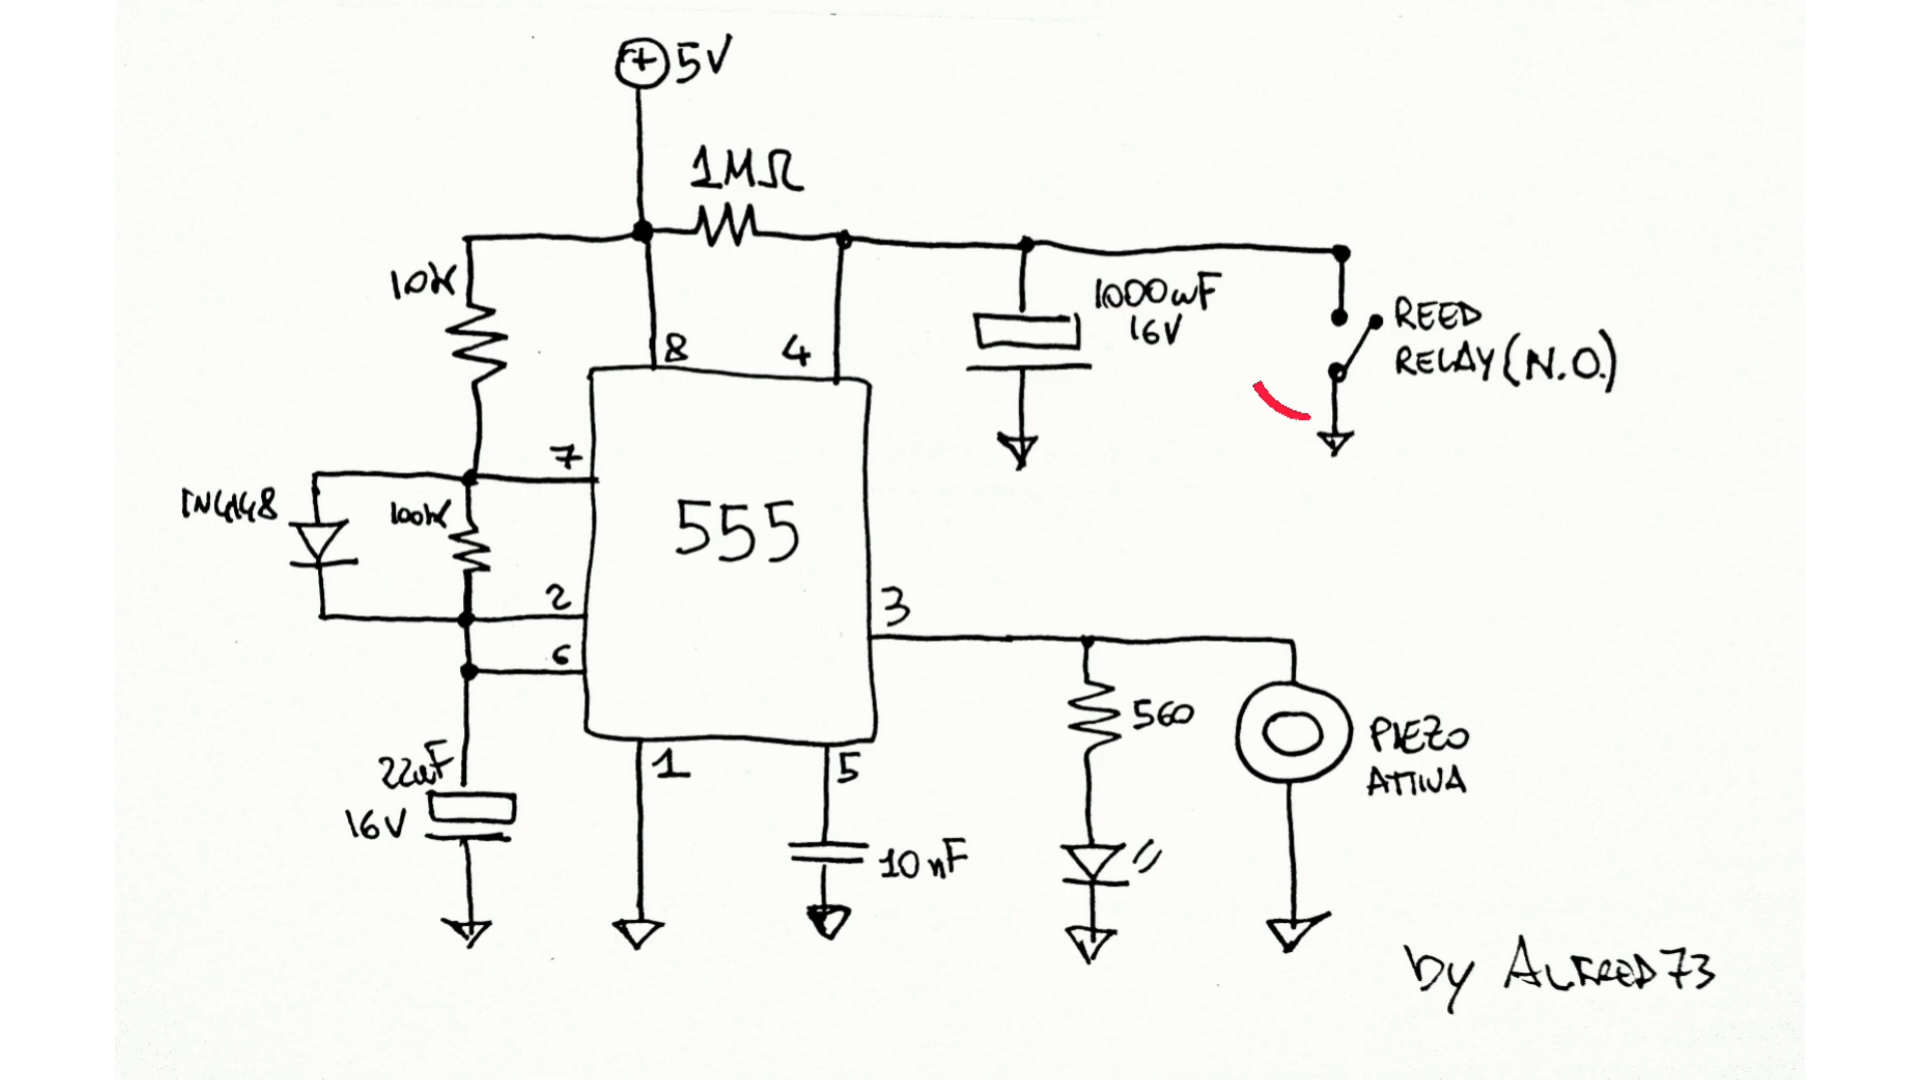 + 5V
1MΩ
10K
1000uF
16V
REED
RELAY (N.O.)
8
4
7
1N4148
100K
555
2
3
6
560
PIEZO
ATTIVA
22uF
16V
1
5
10nF
by ALFRED73